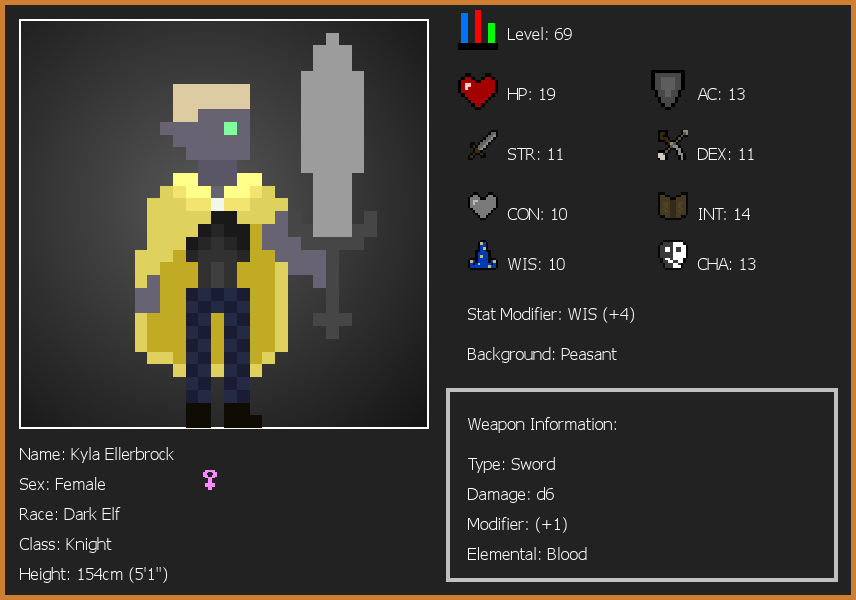 Level: 69
HP: 19
AC: 13
STR: 11
DEX: 11
CON: 10
INT: 14
WIS: 10
CHA: 13
Stat Modifier: WIS (+4)
Background: Peasant
Weapon Information:
Type: Sword
Damage: d6
Modifier: (+1)
Elemental: Blood
Name: Kyla Ellerbrock
Sex: Female
Race: Dark Elf
Class: Knight
Height: 154cm (5'1")